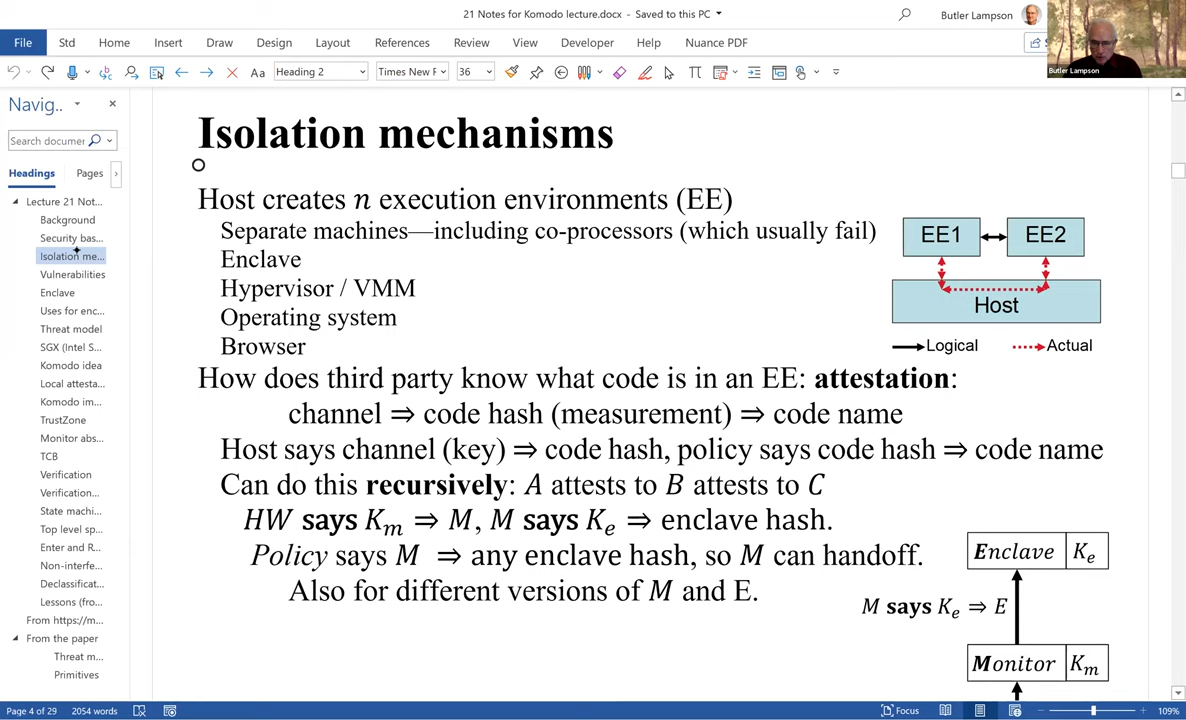 21 Notes for Komodo lecture.docx - Saved to this PC
Butler Lampson
File Std Home Insert Draw Design Layout References Review View Developer Help Nuance PDF
Heading 2 Times New F 36
Butler Lampson
Navig..
Search documer
Headings Pages
Lecture 21 Not...
Background
Security bas...
Isolation me...
Vulnerabilities
Enclave
Uses for enc...
Threat model
SGX (Intel S...
Komodo idea
Local attesta...
Komodo im...
TrustZone
Monitor abs...
TCB
Verification
Verification...
State machi...
Top level sp...
Enter and R...
Non-interfe...
Declassificat...
Lessons (fro...
From https://m...
From the paper
Threat m...
Primitives
Isolation mechanisms
Host creates n execution environments (EE)
Separate machines—including co-processors (which usually fail)
Enclave
Hypervisor / VMM
Operating system
Browser
EE1 EE2
Host
Logical Actual
How does third party know what code is in an EE: attestation:
channel ⇒ code hash (measurement) ⇒ code name
Host says channel (key) ⇒ code hash, policy says code hash ⇒ code name
Can do this recursively: A attests to B attests to C
HW says Kₘ ⇒ M, M says Kₑ ⇒ enclave hash.
Policy says M ⇒ any enclave hash, so M can handoff.
Also for different versions of M and E.
Enclave Kₑ
M says Kₑ ⇒ E
Monitor Kₘ
Page 4 of 29 2054 words Focus 109%